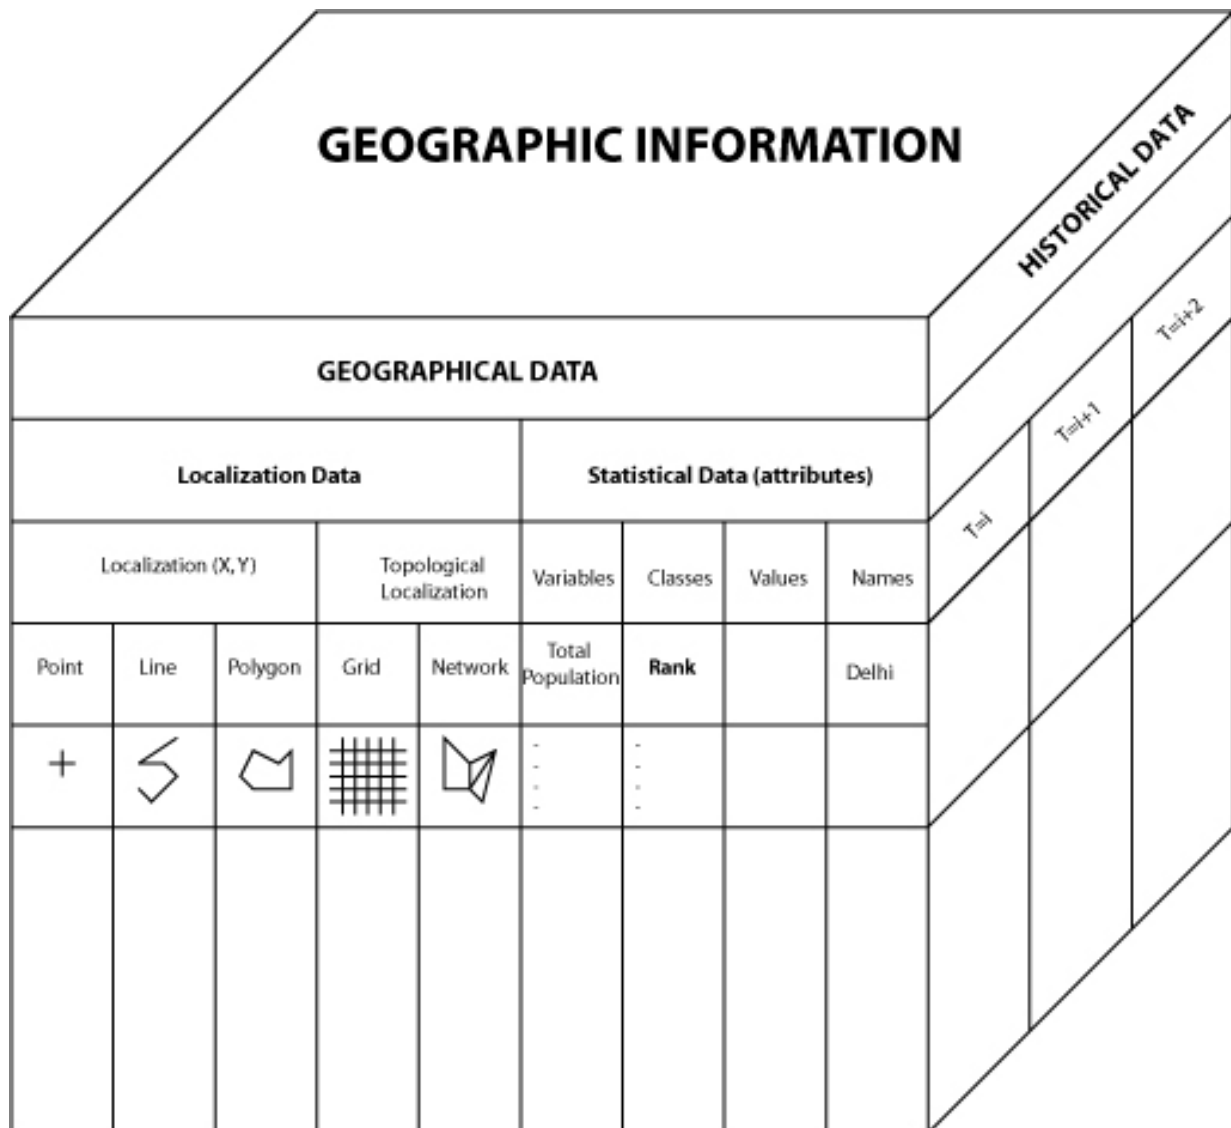 GEOGRAPHIC INFORMATION
HISTORICAL DATA
GEOGRAPHICAL DATA
Localization Data
Statistical Data (attributes)
T=i
T=i+1
T=i+2
Localization (X, Y)
Topological
Localization
Variables
Classes
Values
Names
Point
Line
Polygon
Grid
Network
Total
Population
Rank
Delhi